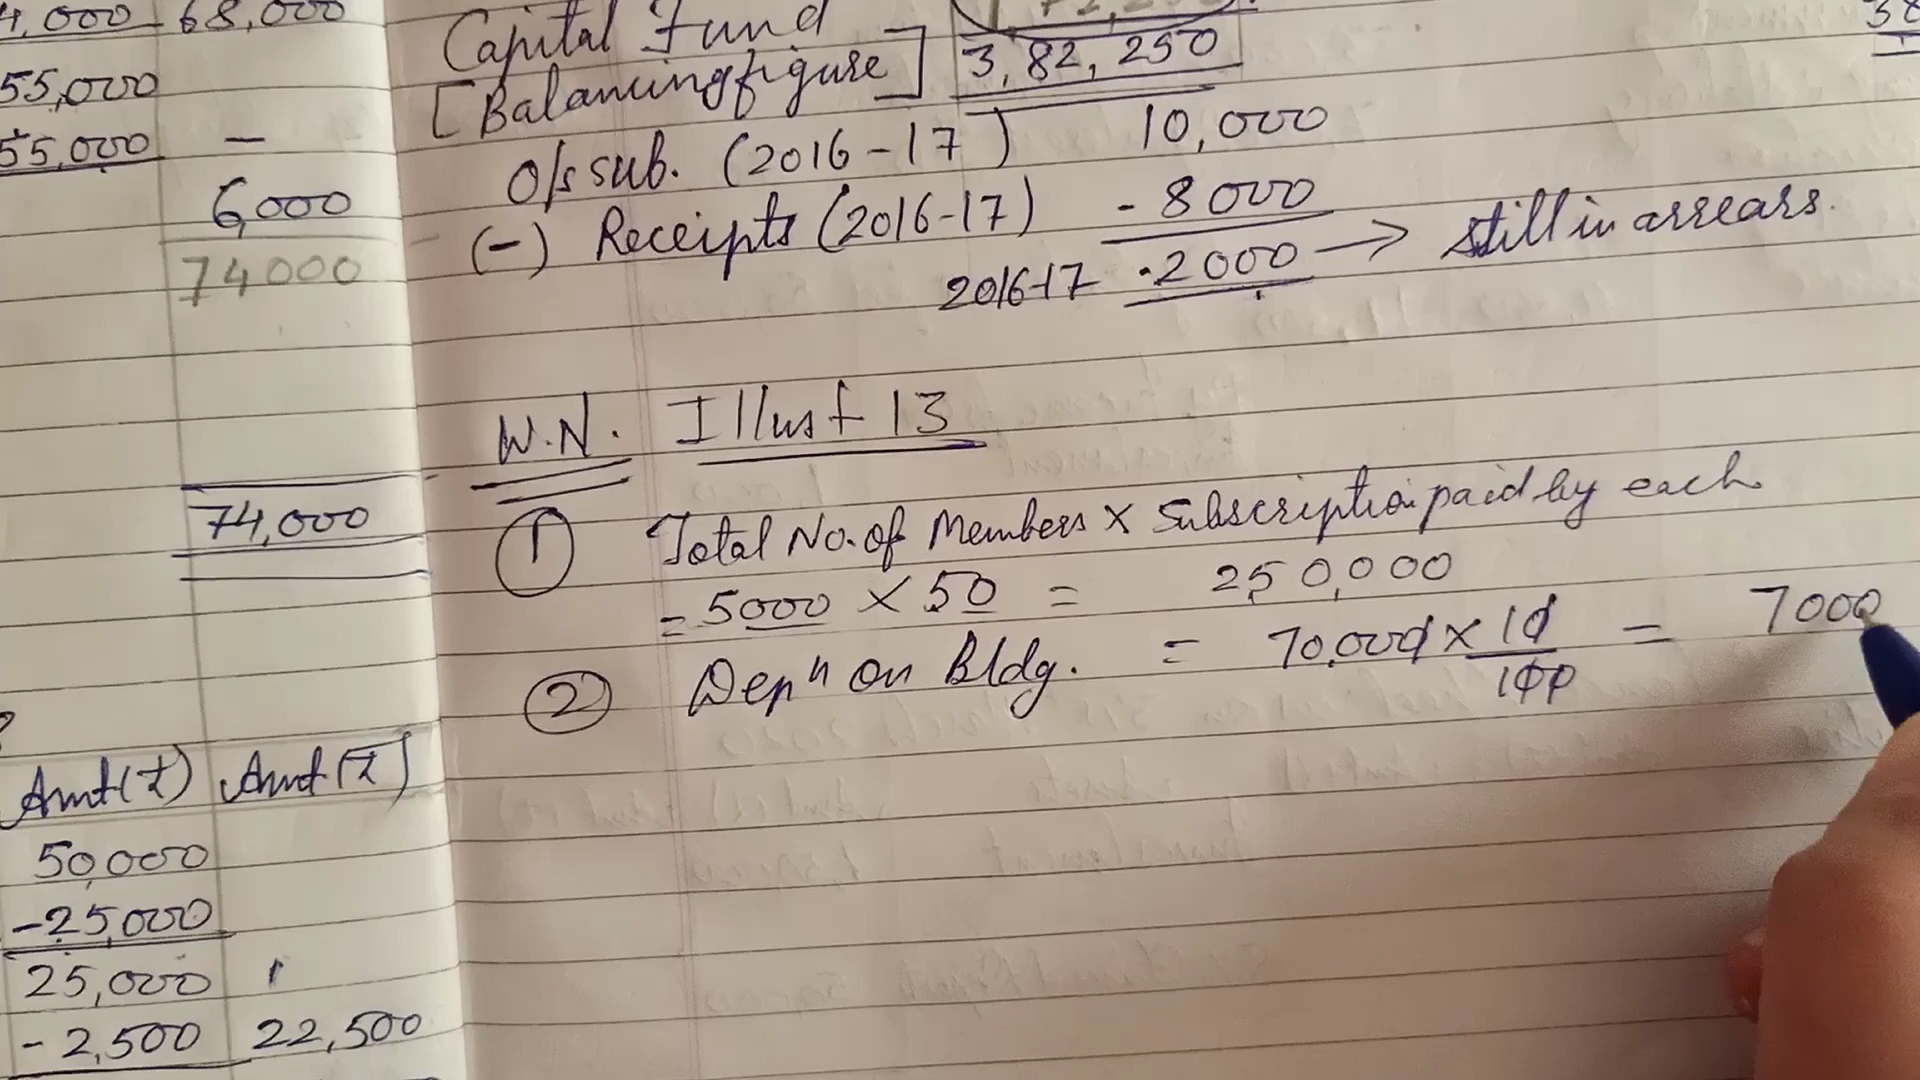 4,000 - 68,000
55,000
55,000 —
6,000
74000
74,000
Amt(₹) Amt(₹)
50,000
-25,000
25,000
-2,500 22,500
Capital Fund
[Balancing figure] 3,82,250
O/s sub. (2016-17) 10,000
(-) Receipts (2016-17) - 8000
2016-17 2000 → still in arrears.
W.N. Illust 13
① Total No. of Members × Subscription paid by each
= 5000 × 50 = 250,000
② Depn on Bldg. = 70,000 × 10/100 = 7000